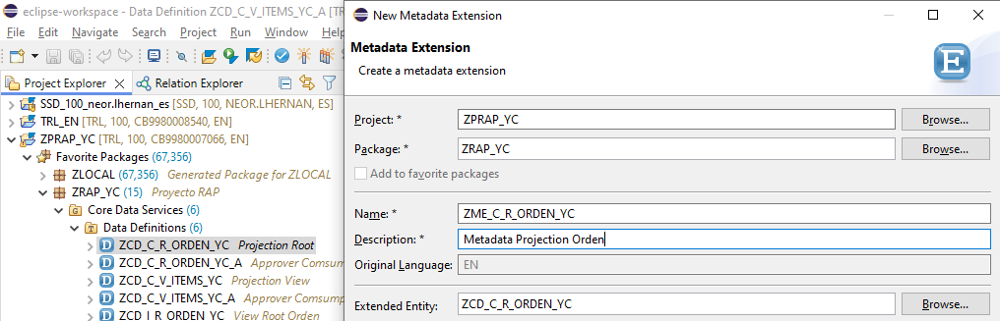 eclipse-workspace - Data Definition ZCD_C_V_ITEMS_YC_A [TR
File Edit Navigate Search Project Run Window Help
Project Explorer
Relation Explorer
SSD_100_neor.lhernan_es [SSD, 100, NEOR.LHERNAN, ES]
TRL_EN [TRL, 100, CB9980008540, EN]
ZPRAP_YC [TRL, 100, CB9980007066, EN]
Favorite Packages (67,356)
ZLOCAL (67,356) Generated Package for ZLOCAL
ZRAP_YC (15) Proyecto RAP
Core Data Services (6)
Data Definitions (6)
ZCD_C_R_ORDEN_YC Projection Root
ZCD_C_R_ORDEN_YC_A Approver Comsum
ZCD_C_V_ITEMS_YC Projection View
ZCD_C_V_ITEMS_YC_A Approver Comsump
ZCD_I_R_ORDEN_YC View Root Orden
New Metadata Extension
Metadata Extension
Create a metadata extension
E
Project: * ZPRAP_YC Browse...
Package: * ZRAP_YC Browse...
Add to favorite packages
Name: * ZME_C_R_ORDEN_YC
Description: * Metadata Projection Orden
Original Language: EN
Extended Entity: ZCD_C_R_ORDEN_YC Browse...